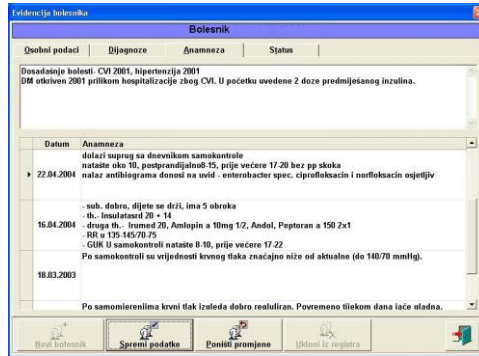 Evidencija bolesnika
Bolesnik
Osobni podaci
Dijagnoze
Anamneza
Status
Dosadašnje bolesti- CVI 2001, hipertenzija 2001
DM otkriven 2001 prilikom hospitalizacije zbog CVI. U početku uvedene 2 doze predmiješanog inzulina.
Datum Anamneza
dolazi suprug sa dnevnikom samokontrole
natašte oko 10, postprandijalno8-15, prije večere 17-20 bez pp skoka
22.04.2004 nalaz antibiograma donosi na uvid - enterobacter spec. ciprofloksacin i norfloksacin osjetljiv
- sub. dobro, dijete se drži, ima 5 obroka
- th.- Insulatasrd 20 + 14
16.04.2004 - druga th.- Irumed 20, Amlopin a 10mg 1/2, Andol, Peptoran a 150 2x1
- RR u 135-145/70-75
- GUK U samokontroli natašte 8-10, prije večere 17-22
Po samokontroli su vrijednosti krvnog tlaka značajno niže od aktualne (do 140/70 mmHg).
18.03.2003
Po samomjerenjima krvni tlak izgleda dobro reguliran. Povremeno tijekom dana jače gladna.
Novi bolesnik
Spremi podatke
Poništi promjene
Ukloni iz registra